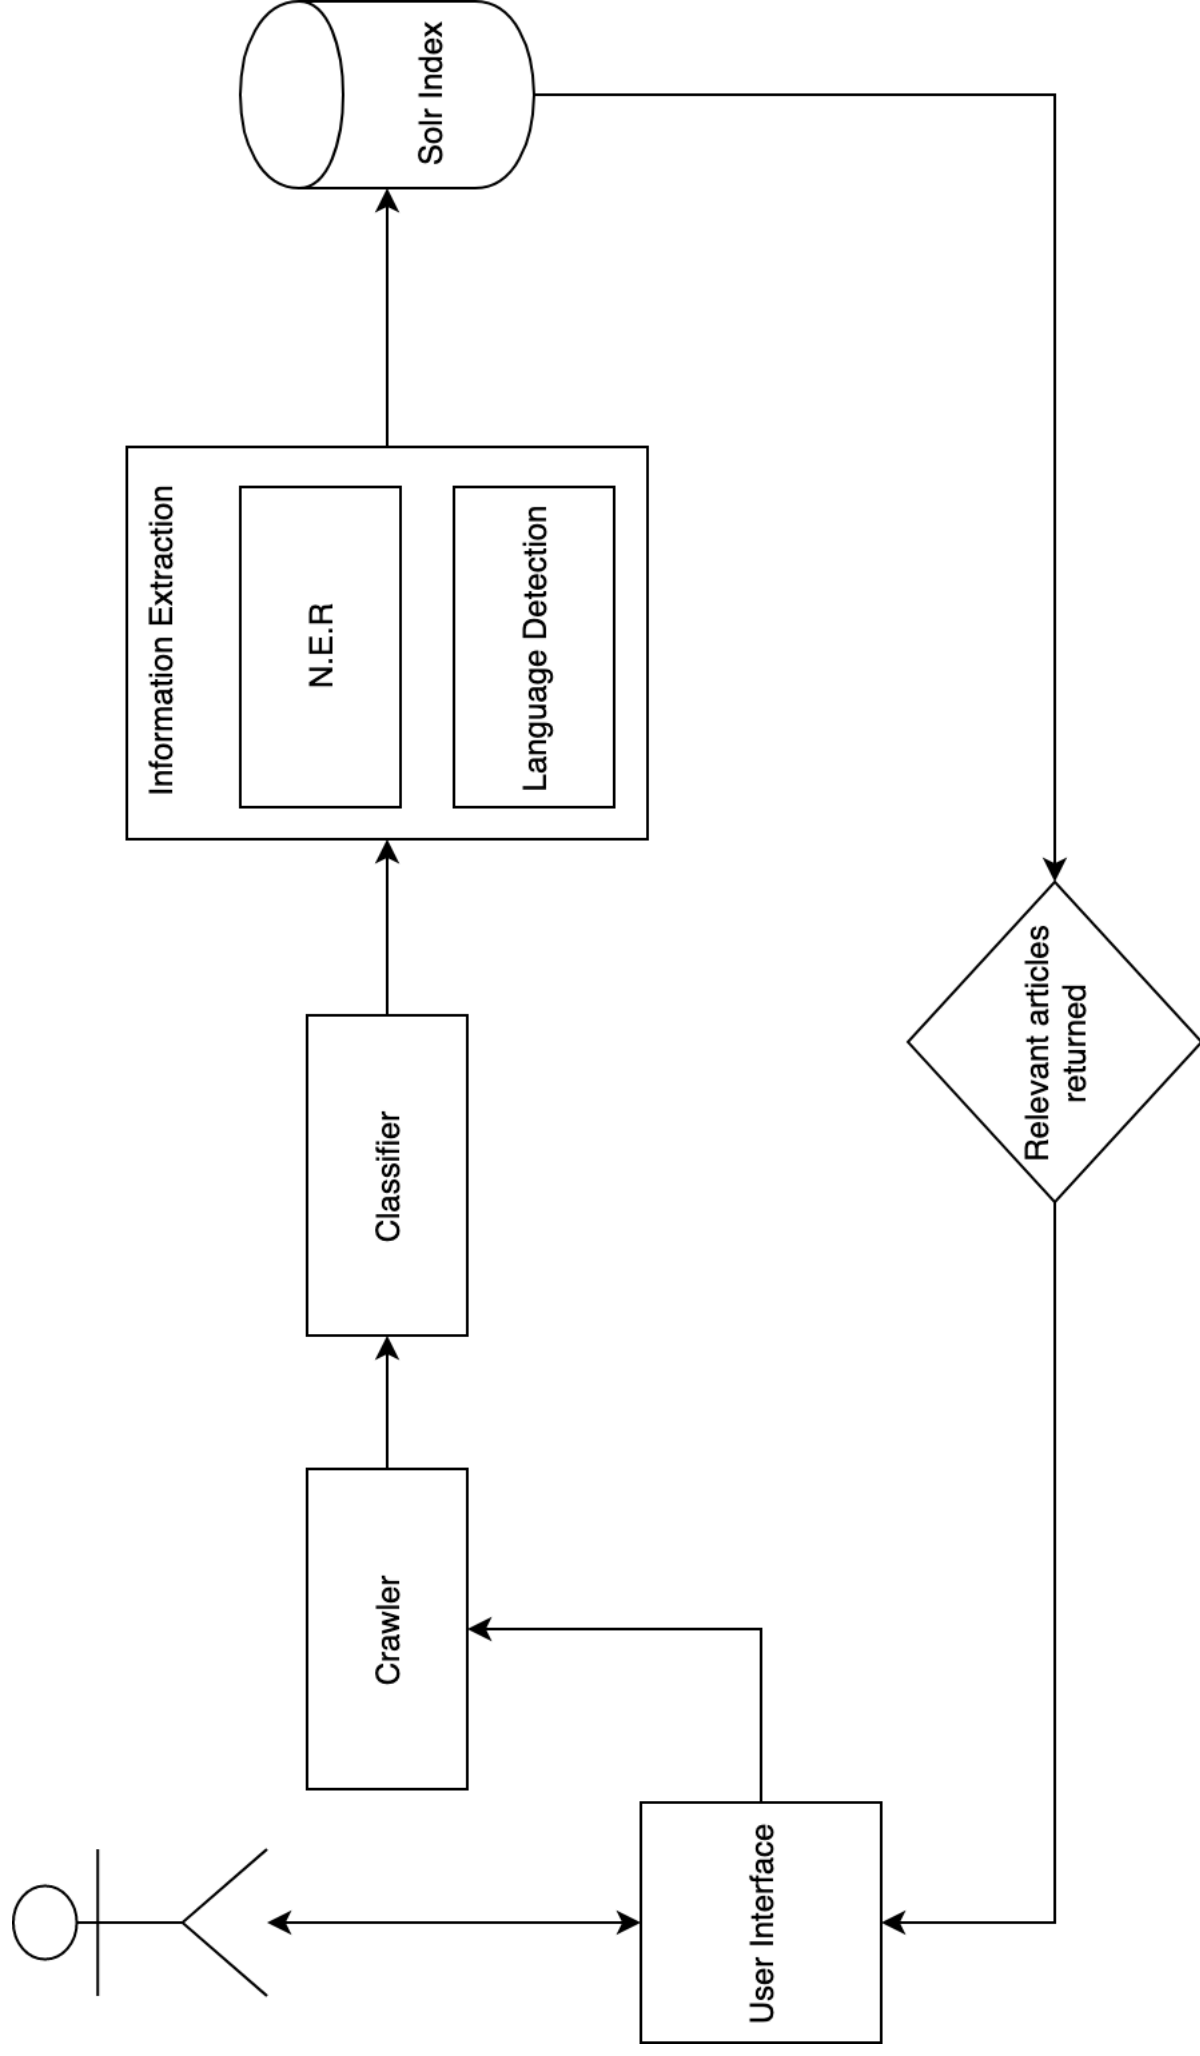 User Interface
Crawler
Classifier
Information Extraction
N.E.R
Language Detection
Solr Index
Relevant articles
returned